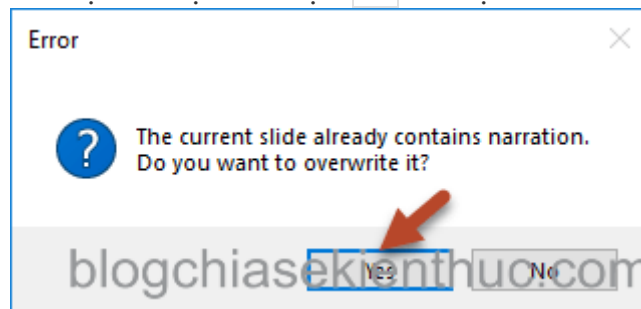 Error
The current slide already contains narration.
Do you want to overwrite it?
Yes
No
blogchiasekienthuc.com